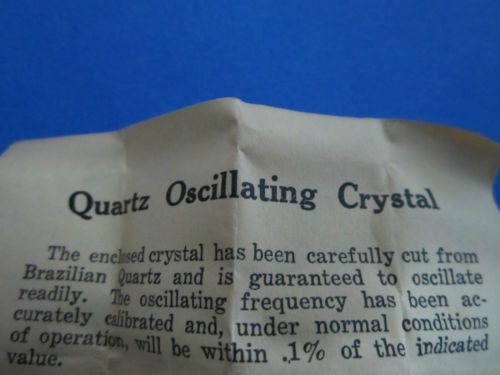 Quartz Oscillating Crystal
The enclosed crystal has been carefully cut from
Brazilian Quartz and is guaranteed to oscillate
readily. The oscillating frequency has been ac-
curately calibrated and, under normal conditions
of operation, will be within .1% of the indicated
value.